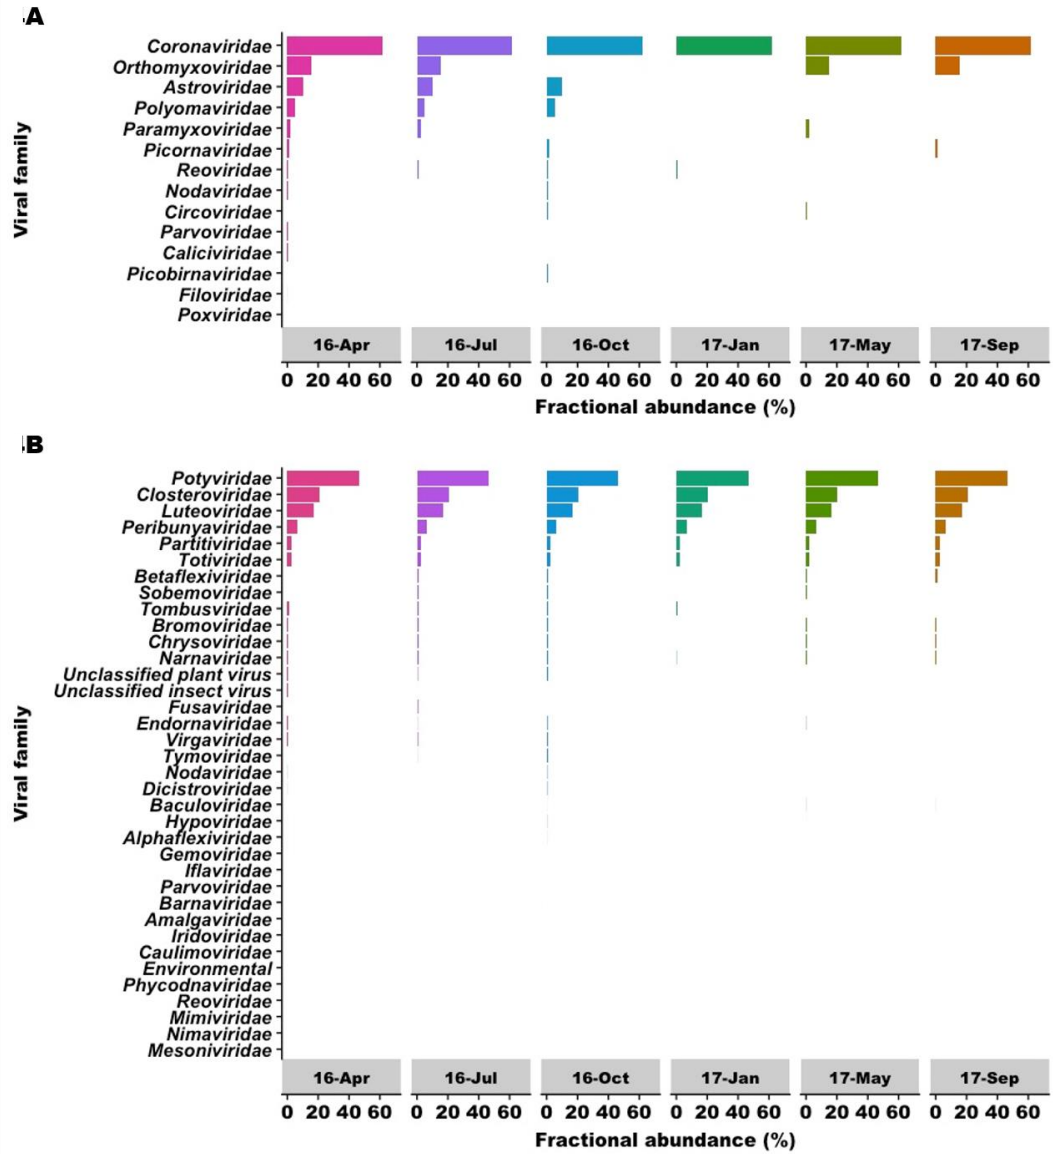 A
Viral family
Coronaviridae
Orthomyxoviridae
Astroviridae
Polyomaviridae
Paramyxoviridae
Picornaviridae
Reoviridae
Nodaviridae
Circoviridae
Parvoviridae
Caliciviridae
Picobirnaviridae
Filoviridae
Poxviridae
16-Apr 16-Jul 16-Oct 17-Jan 17-May 17-Sep
0 20 40 60 0 20 40 60 0 20 40 60 0 20 40 60 0 20 40 60 0 20 40 60
Fractional abundance (%)
B
Viral family
Potyviridae
Closteroviridae
Luteoviridae
Peribunyaviridae
Partitiviridae
Totiviridae
Betaflexiviridae
Sobemoviridae
Tombusviridae
Bromoviridae
Chrysoviridae
Narnaviridae
Unclassified plant virus
Unclassified insect virus
Fusaviridae
Endornaviridae
Virgaviridae
Tymoviridae
Nodaviridae
Dicistroviridae
Baculoviridae
Hypoviridae
Alphaflexiviridae
Gemoviridae
Iflaviridae
Parvoviridae
Barnaviridae
Amalgaviridae
Iridoviridae
Caulimoviridae
Environmental
Phycodnaviridae
Reoviridae
Mimiviridae
Nimaviridae
Mesoniviridae
16-Apr 16-Jul 16-Oct 17-Jan 17-May 17-Sep
0 20 40 60 0 20 40 60 0 20 40 60 0 20 40 60 0 20 40 60 0 20 40 60
Fractional abundance (%)